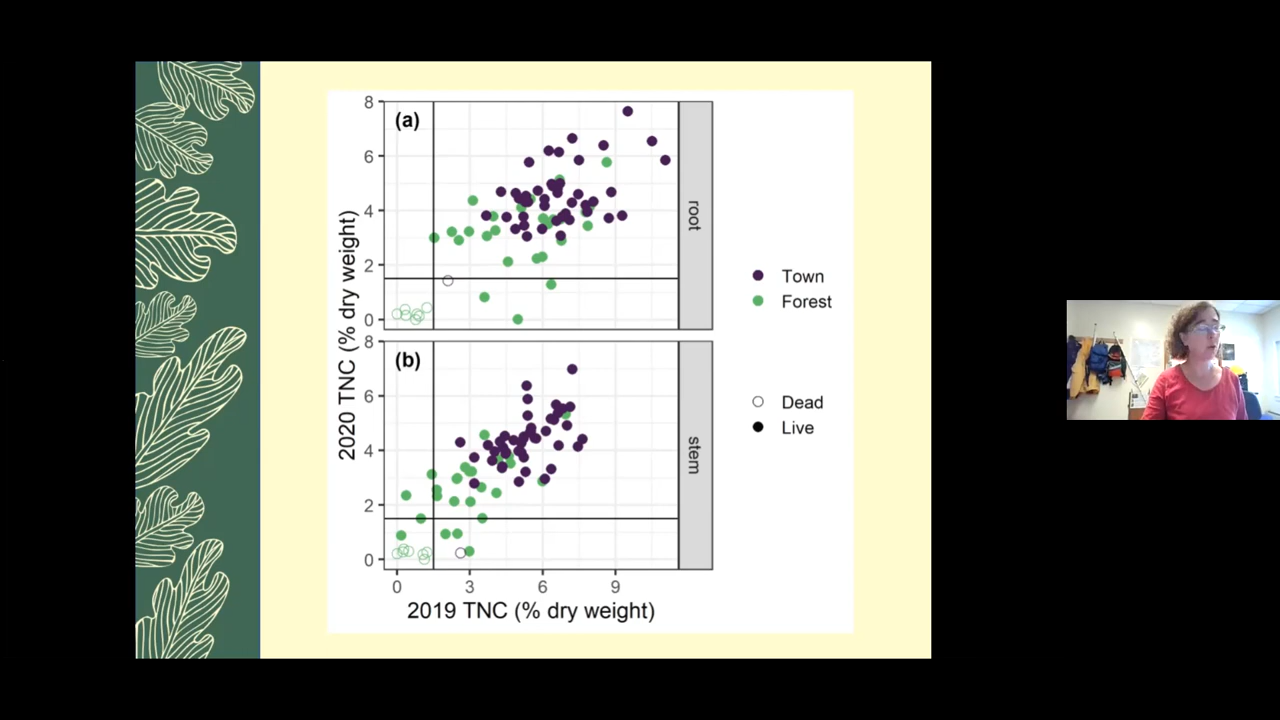 (a)
8
6
4
2
0
root
(b)
8
6
4
2
0
stem
0 3 6 9
2020 TNC (% dry weight)
2019 TNC (% dry weight)
Town
Forest
Dead
Live